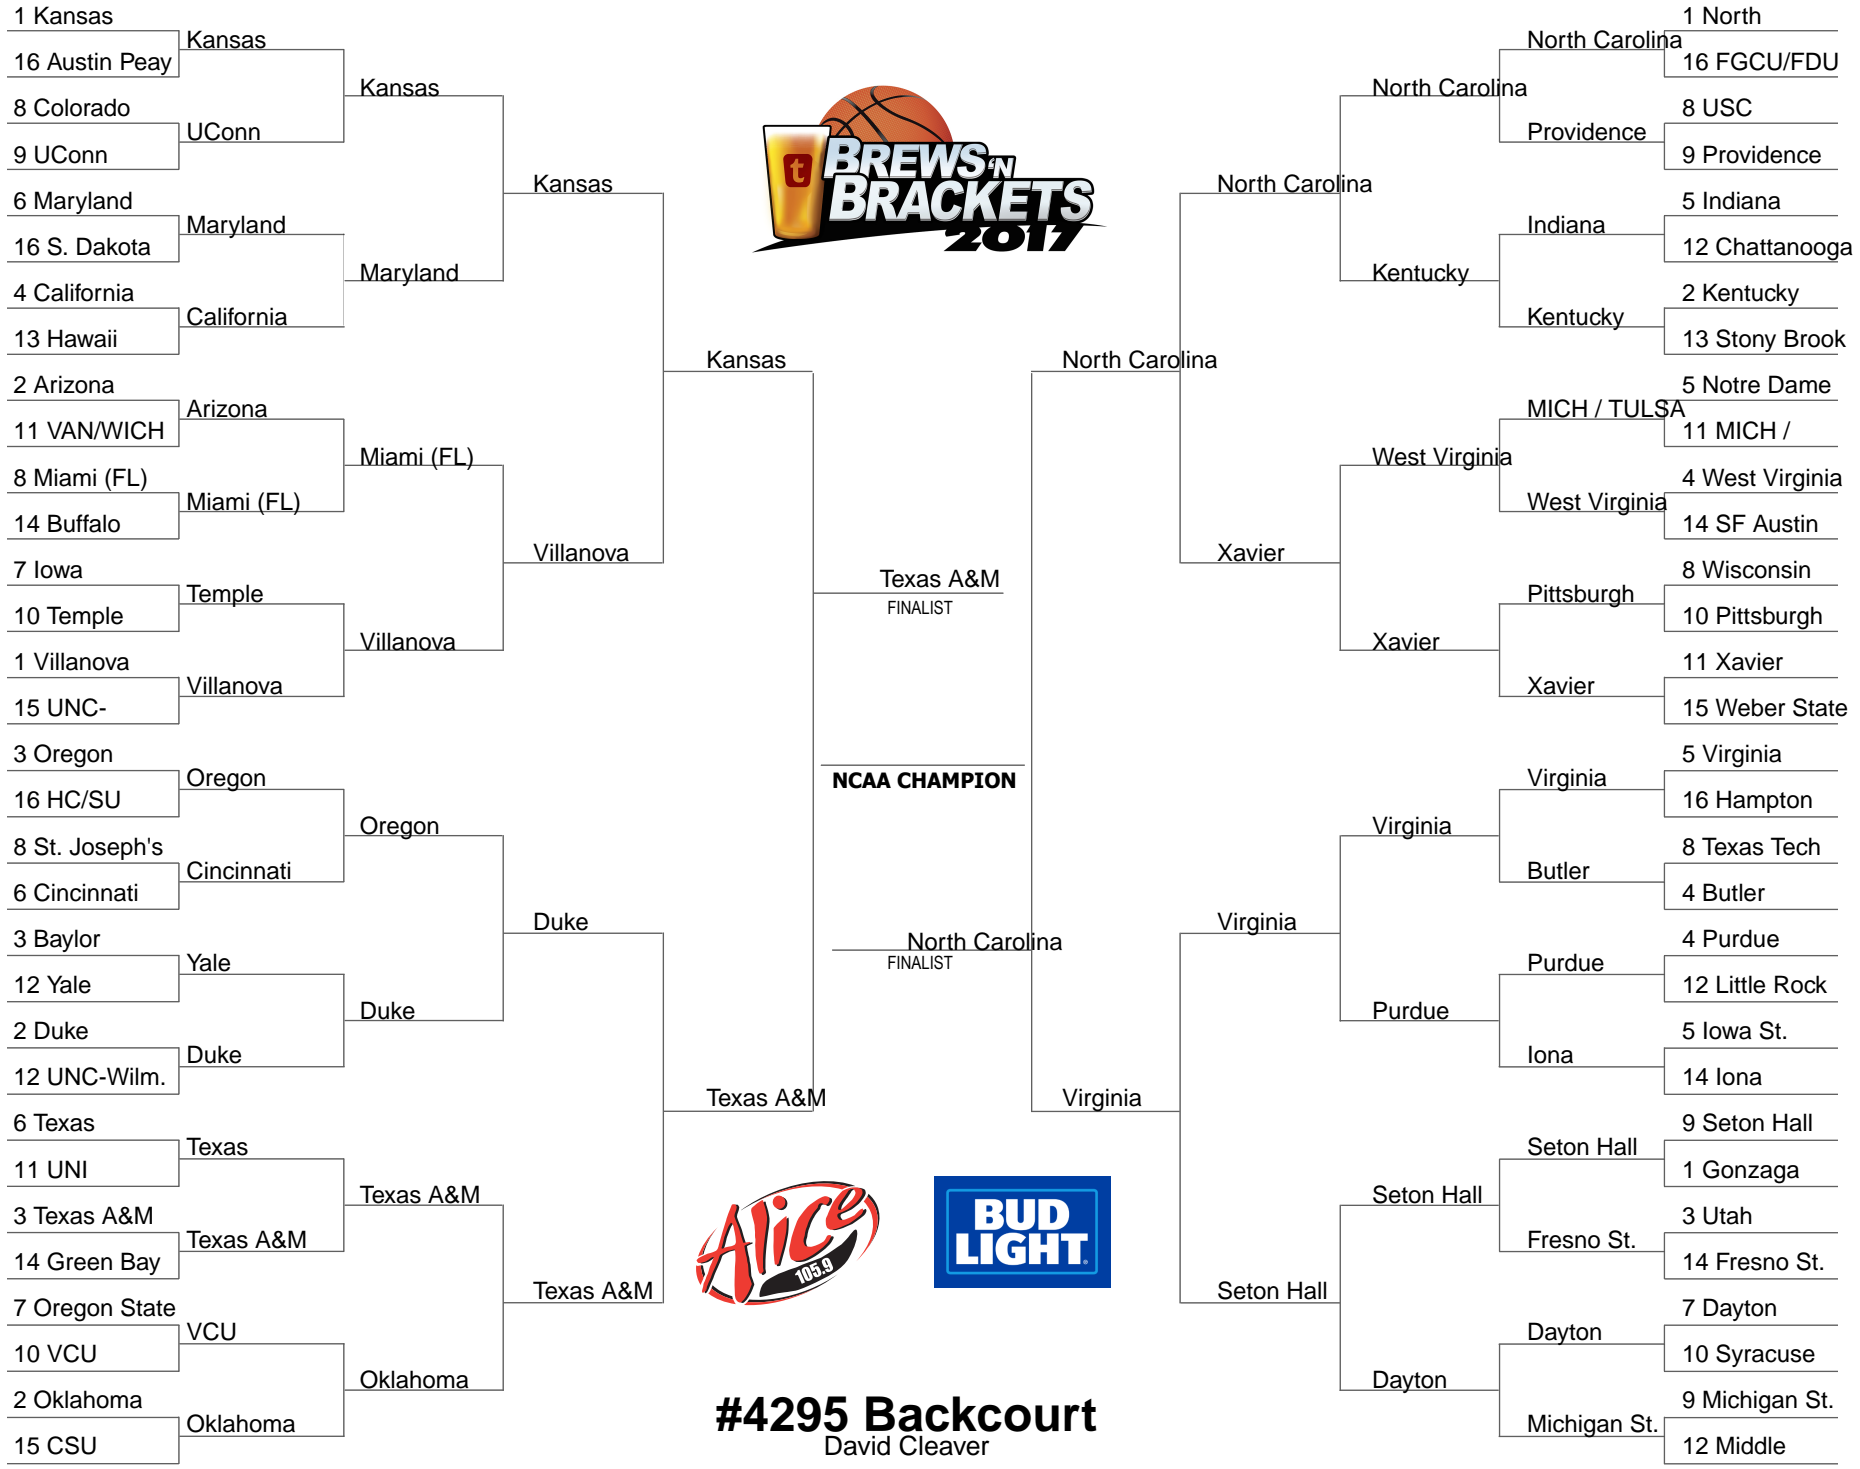 1 Kansas
16 Austin Peay
8 Colorado
9 UConn
6 Maryland
16 S. Dakota
4 California
13 Hawaii
2 Arizona
11 VAN/WICH
8 Miami (FL)
14 Buffalo
7 Iowa
10 Temple
1 Villanova
15 UNC-
3 Oregon
16 HC/SU
8 St. Joseph's
6 Cincinnati
3 Baylor
12 Yale
2 Duke
12 UNC-Wilm.
6 Texas
11 UNI
3 Texas A&M
14 Green Bay
7 Oregon State
10 VCU
2 Oklahoma
15 CSU
Kansas
UConn
Maryland
California
Arizona
Miami (FL)
Temple
Villanova
Oregon
Cincinnati
Yale
Duke
Texas
Texas A&M
VCU
Oklahoma
Kansas
Maryland
Miami (FL)
Villanova
Oregon
Duke
Texas A&M
Oklahoma
Kansas
Villanova
Duke
Texas A&M
Kansas
Texas A&M
t
BREWS 'N
BRACKETS
2017
Texas A&M
FINALIST
NCAA CHAMPION
North Carolina
FINALIST
Alice
105.9
BUD
LIGHT
#4295 Backcourt
David Cleaver
North Carolina
Virginia
North Carolina
Xavier
Virginia
Seton Hall
North Carolina
Kentucky
West Virginia
Xavier
Virginia
Purdue
Seton Hall
Dayton
North Carolina
Providence
Indiana
Kentucky
MICH / TULSA
West Virginia
Pittsburgh
Xavier
Virginia
Butler
Purdue
Iona
Seton Hall
Fresno St.
Dayton
Michigan St.
1 North
16 FGCU/FDU
8 USC
9 Providence
5 Indiana
12 Chattanooga
2 Kentucky
13 Stony Brook
5 Notre Dame
11 MICH /
4 West Virginia
14 SF Austin
8 Wisconsin
10 Pittsburgh
11 Xavier
15 Weber State
5 Virginia
16 Hampton
8 Texas Tech
4 Butler
4 Purdue
12 Little Rock
5 Iowa St.
14 Iona
9 Seton Hall
1 Gonzaga
3 Utah
14 Fresno St.
7 Dayton
10 Syracuse
9 Michigan St.
12 Middle